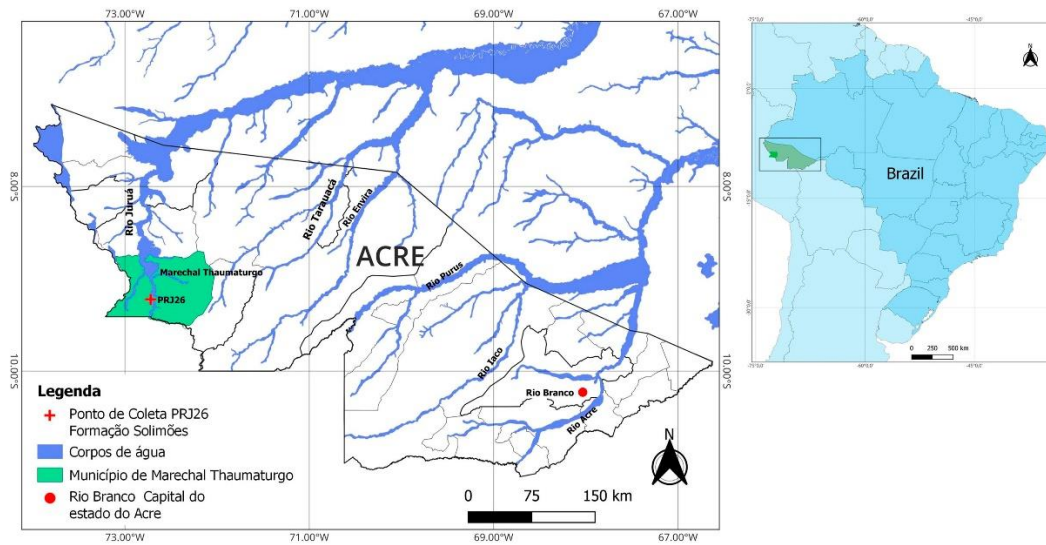 73.00°W
71.00°W
69.00°W
67.00°W
8.00°S
10.00°S
Rio Juruá
Rio Tarauacá
Rio Envira
ACRE
Marechal Thaumaturgo
PRJ26
Rio Purus
Rio Iaco
Rio Branco
Rio Acre
Legenda
Ponto de Coleta PRJ26
Formação Solimões
Corpos de água
Município de Marechal Thaumaturgo
Rio Branco Capital do
estado do Acre
N
0 75 150 km
73.00°W
71.00°W
69.00°W
67.00°W
8.00°S
10.00°S
N
Brazil
0 250 500 km